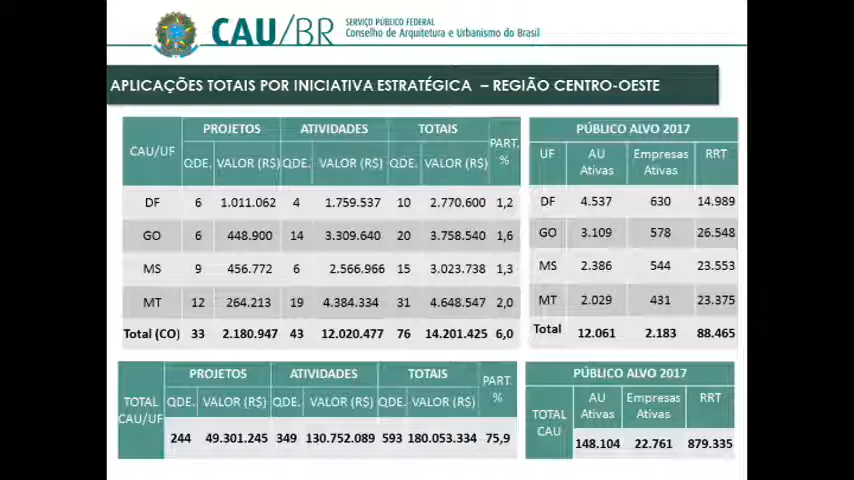 CAU/BR
SERVIÇO PÚBLICO FEDERAL
Conselho de Arquitetura e Urbanismo do Brasil
APLICAÇÕES TOTAIS POR INICIATIVA ESTRATÉGICA – REGIÃO CENTRO-OESTE
CAU/UF PROJETOS ATIVIDADES TOTAIS PART. %
QDE. VALOR (R$) QDE. VALOR (R$) QDE. VALOR (R$)
DF 6 1.011.062 4 1.759.537 10 2.770.600 1,2
GO 6 448.900 14 3.309.640 20 3.758.540 1,6
MS 9 456.772 6 2.566.966 15 3.023.738 1,3
MT 12 264.213 19 4.384.334 31 4.648.547 2,0
Total (CO) 33 2.180.947 43 12.020.477 76 14.201.425 6,0
PÚBLICO ALVO 2017
UF AU Ativas Empresas Ativas RRT
DF 4.537 630 14.989
GO 3.109 578 26.548
MS 2.386 544 23.553
MT 2.029 431 23.375
Total 12.061 2.183 88.465
TOTAL CAU/UF PROJETOS ATIVIDADES TOTAIS PART. %
QDE. VALOR (R$) QDE. VALOR (R$) QDE. VALOR (R$)
244 49.301.245 349 130.752.089 593 180.053.334 75,9
PÚBLICO ALVO 2017
TOTAL CAU AU Ativas Empresas Ativas RRT
148.104 22.761 879.335